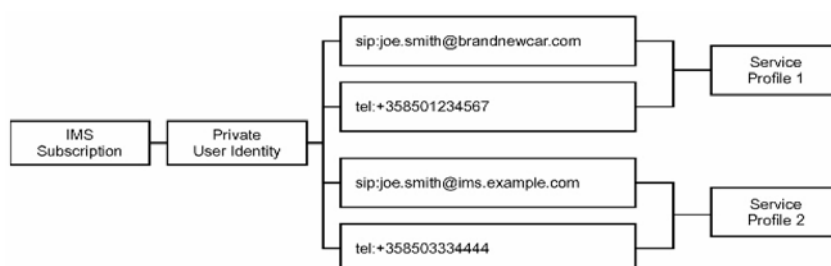 sip:joe.smith@brandnewcar.com
Service
Profile 1
tel:+358501234567
IMS
Subscription
Private
User Identity
sip:joe.smith@ims.example.com
Service
Profile 2
tel:+358503334444